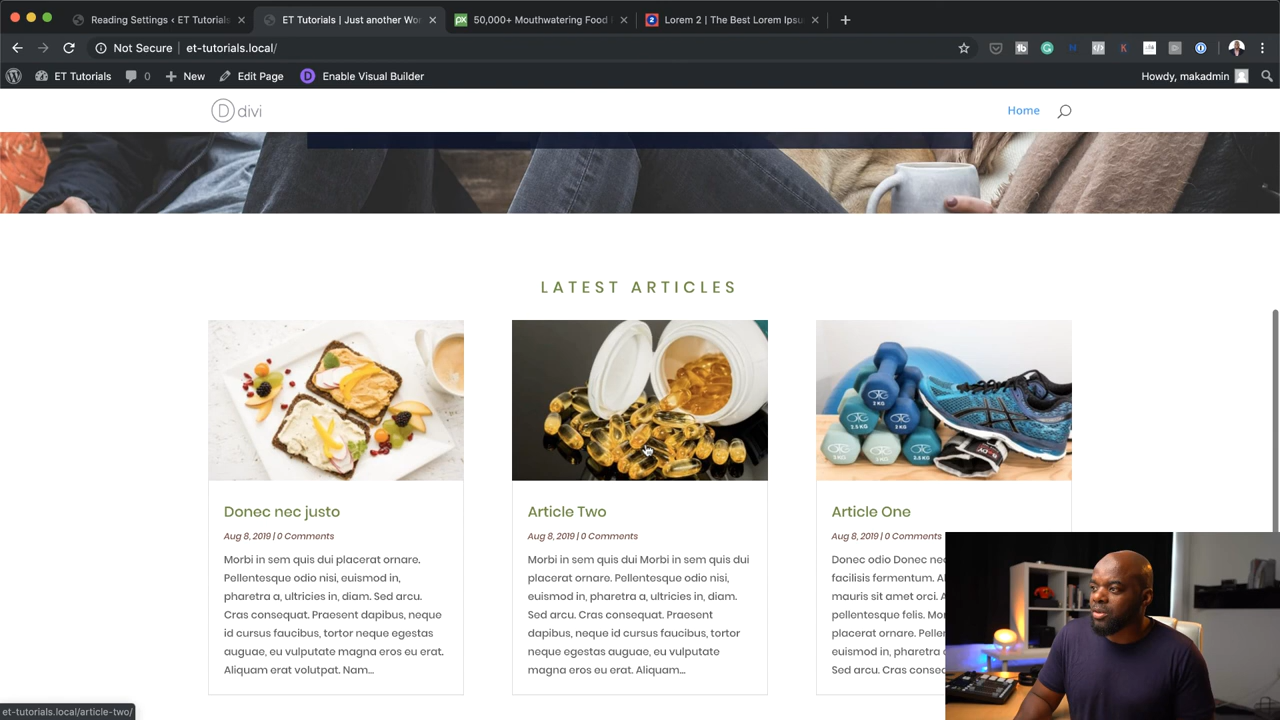 Reading Settings ‹ ET Tutorials
ET Tutorials | Just another Wo
50,000+ Mouthwatering Food
Lorem 2 | The Best Lorem Ipsu
Not Secure | et-tutorials.local/
ET Tutorials 0 New Edit Page D Enable Visual Builder Howdy, makadmin
D divi
Home
LATEST ARTICLES
Donec nec justo
Aug 8, 2019 | 0 Comments
Morbi in sem quis dui placerat ornare.
Pellentesque odio nisi, euismod in,
pharetra a, ultricies in, diam. Sed arcu.
Cras consequat. Praesent dapibus, neque
id cursus faucibus, tortor neque egestas
auguae, eu vulputate magna eros eu erat.
Aliquam erat volutpat. Nam...
Article Two
Aug 8, 2019 | 0 Comments
Morbi in sem quis dui Morbi in sem quis dui
placerat ornare. Pellentesque odio nisi,
euismod in, pharetra a, ultricies in, diam.
Sed arcu. Cras consequat. Praesent
dapibus, neque id cursus faucibus, tortor
neque egestas auguae, eu vulputate
magna eros eu erat. Aliquam...
Article One
Aug 8, 2019 | 0 Comments
Donec odio Donec ne
facilisis fermentum. Al
mauris sit amet orci. A
pellentesque felis. Mo
placerat ornare. Peller
euismod in, pharetra a
Sed arcu. Cras consec
et-tutorials.local/article-two/